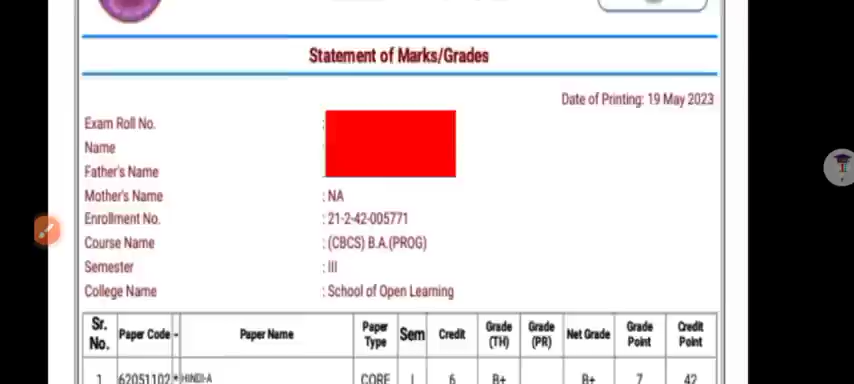 Statement of Marks/Grades
Date of Printing: 19 May 2023
Exam Roll No. :
Name :
Father's Name :
Mother's Name : NA
Enrollment No. : 21-2-42-005771
Course Name : (CBCS) B.A.(PROG)
Semester : III
College Name : School of Open Learning
Sr. No. Paper Code - Paper Name Paper Type Sem Credit Grade (TH) Grade (PR) Net Grade Grade Point Credit Point
1 62051102 * HINDI-A CORE I 6 B+ B+ 7 42